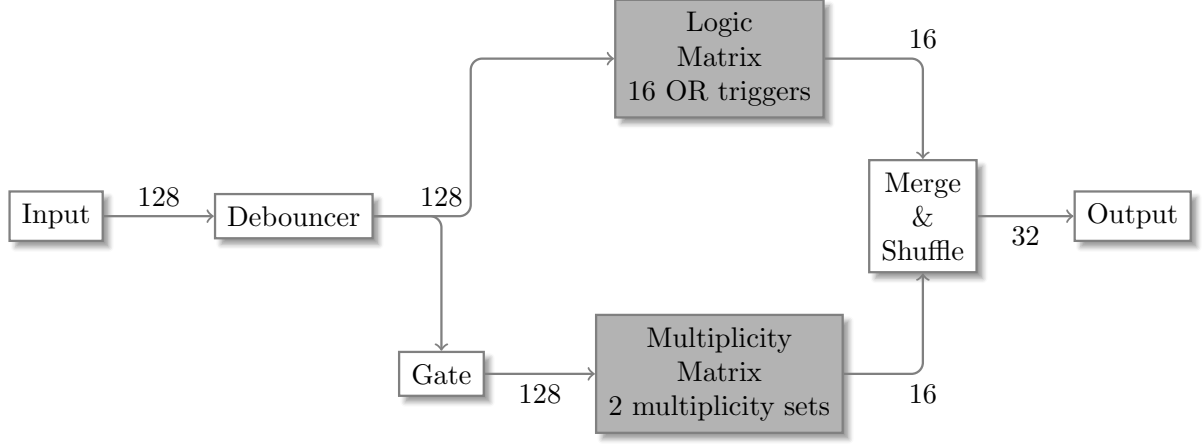 Input
128
Debouncer
128
Logic
Matrix
16 OR triggers
16
Gate
128
Multiplicity
Matrix
2 multiplicity sets
16
Merge
&
Shuffle
32
Output